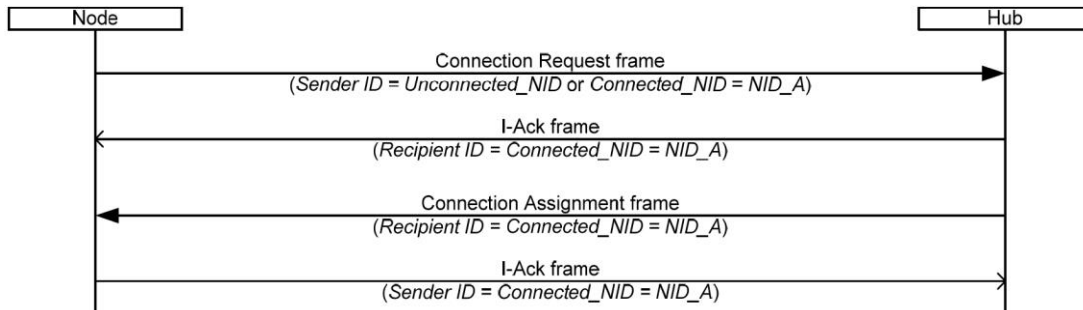 Node
Hub
Connection Request frame
(Sender ID = Unconnected_NID or Connected_NID = NID_A)
I-Ack frame
(Recipient ID = Connected_NID = NID_A)
Connection Assignment frame
(Recipient ID = Connected_NID = NID_A)
I-Ack frame
(Sender ID = Connected_NID = NID_A)